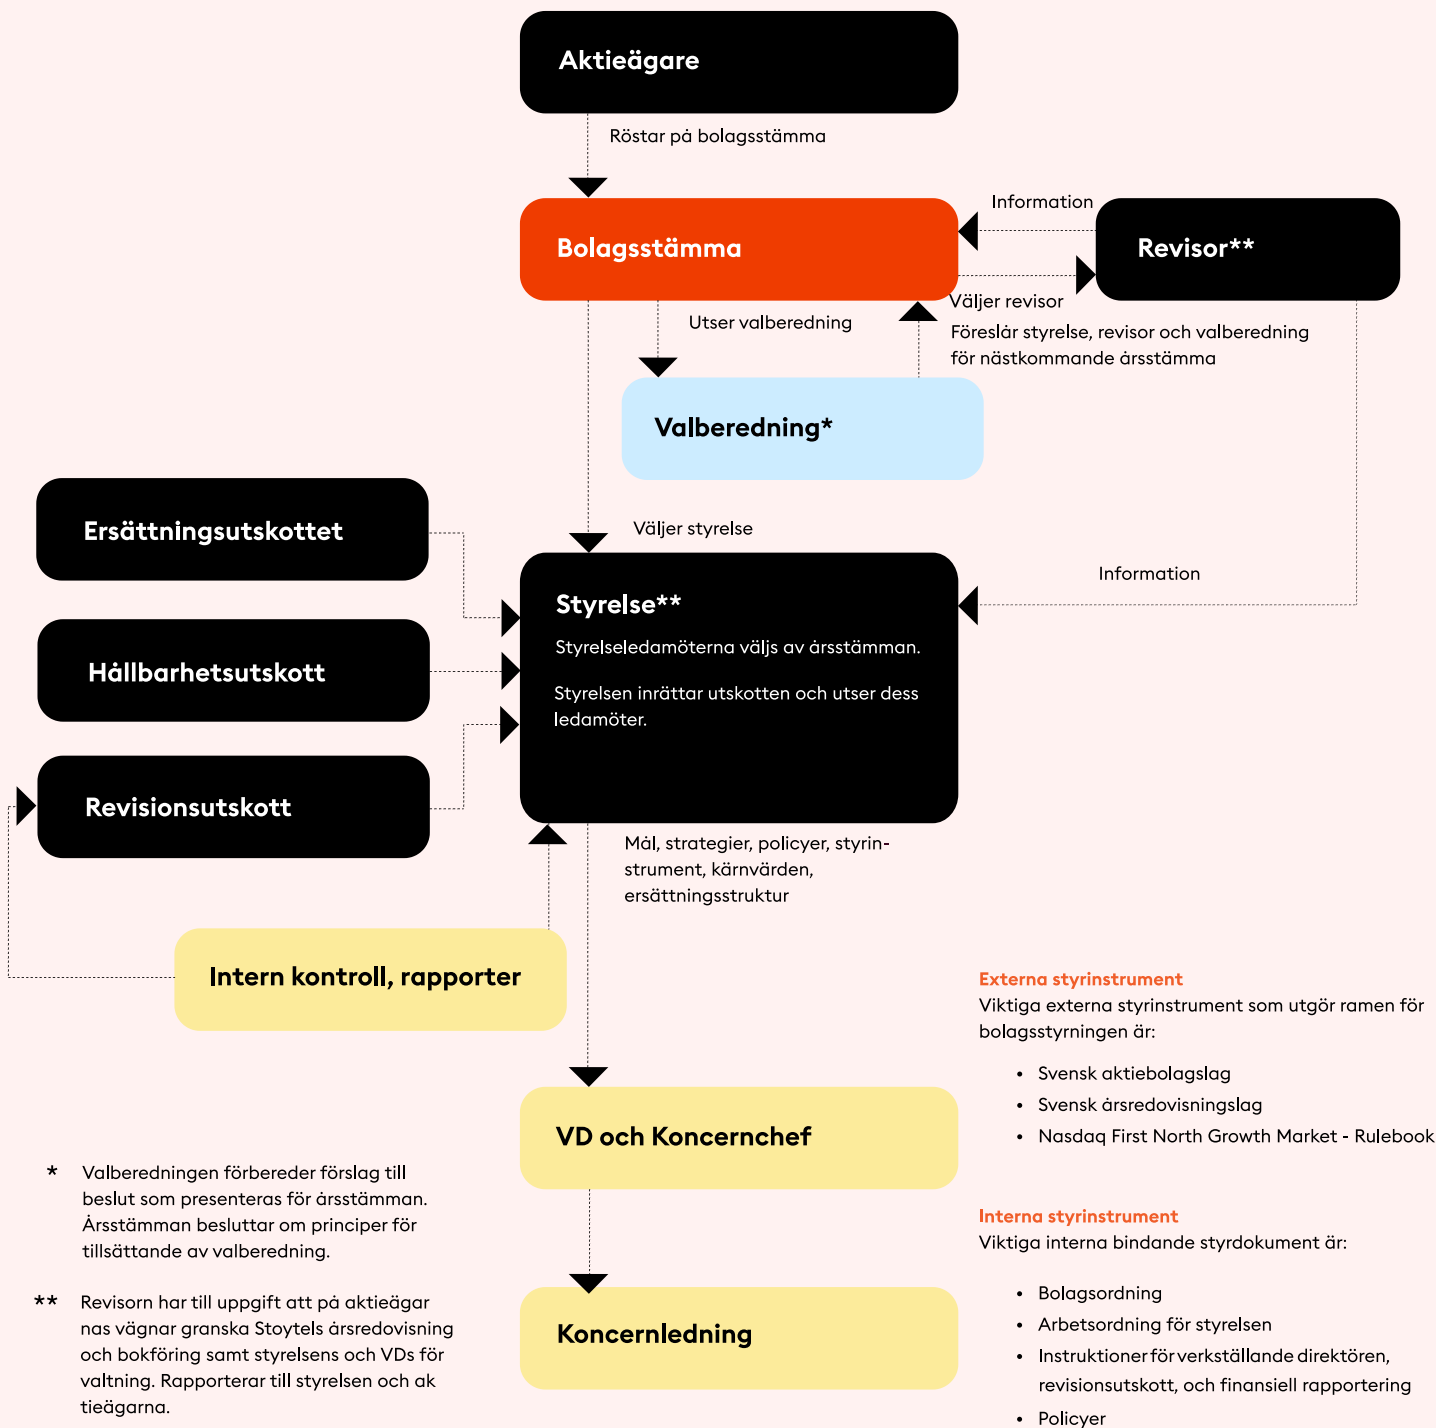 Aktieägare
Röstar på bolagsstämma
Information
Bolagsstämma
Revisor**
Väljer revisor
Utser valberedning
Föreslår styrelse, revisor och valberedning
för nästkommande årsstämma
Valberedning*
Ersättningsutskottet
Väljer styrelse
Information
Styrelse**
Styrelseledamöterna väljs av årsstämman.
Styrelsen inrättar utskotten och utser dess
ledamöter.
Hållbarhetsutskott
Revisionsutskott
Mål, strategier, policyer, styrin-
strument, kärnvärden,
ersättningsstruktur
Intern kontroll, rapporter
VD och Koncernchef
Koncernledning
* Valberedningen förbereder förslag till
beslut som presenteras för årsstämman.
Årsstämman besluttar om principer för
tillsättande av valberedning.
** Revisorn har till uppgift att på aktieägar
nas vägnar granska Stoytels årsredovisning
och bokföring samt styrelsens och VDs för
valtning. Rapporterar till styrelsen och ak
tieägarna.
Externa styrinstrument
Viktiga externa styrinstrument som utgör ramen för
bolagsstyrningen är:
• Svensk aktiebolagslag
• Svensk årsredovisningslag
• Nasdaq First North Growth Market - Rulebook
Interna styrinstrument
Viktiga interna bindande styrdokument är:
• Bolagsordning
• Arbetsordning för styrelsen
• Instruktioner för verkställande direktören,
revisionsutskott, och finansiell rapportering
• Policyer